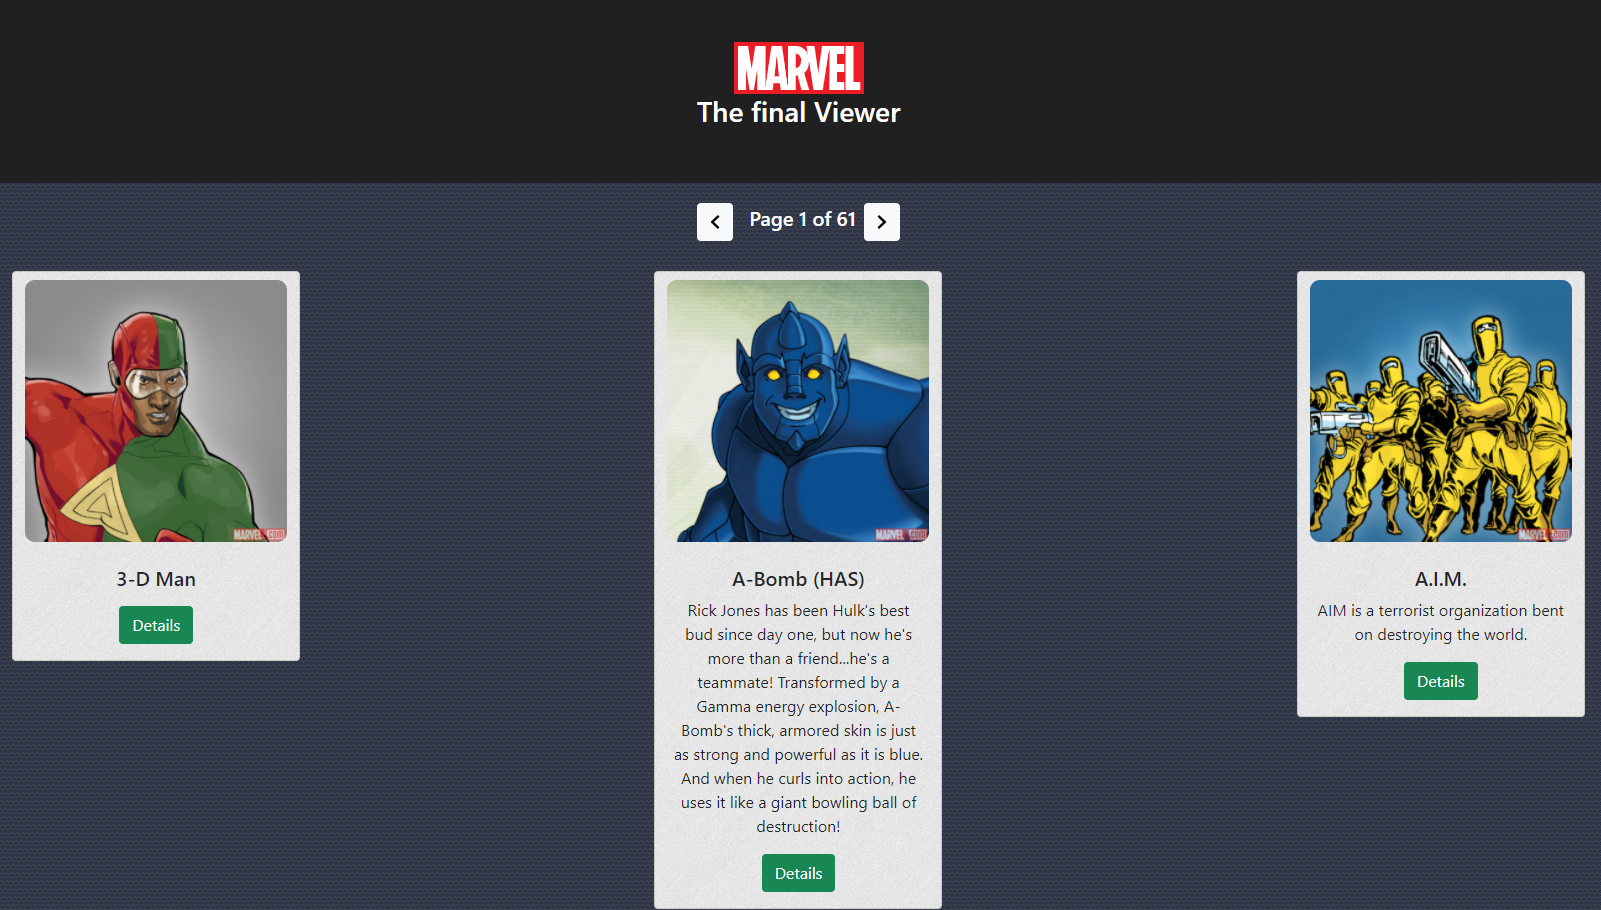 MARVEL
The final Viewer
Page 1 of 61
MARVEL.com
3-D Man
Details
MARVEL.com
A-Bomb (HAS)
Rick Jones has been Hulk's best
bud since day one, but now he's
more than a friend...he's a
teammate! Transformed by a
Gamma energy explosion, A-
Bomb's thick, armored skin is just
as strong and powerful as it is blue.
And when he curls into action, he
uses it like a giant bowling ball of
destruction!
Details
MARVEL.com
A.I.M.
AIM is a terrorist organization bent
on destroying the world.
Details